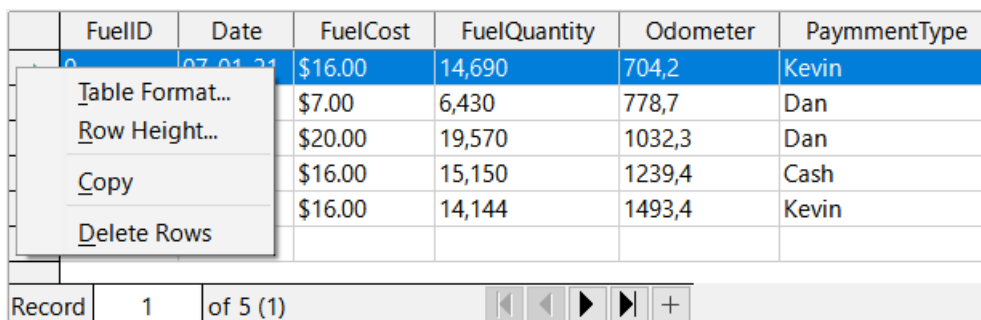 FuelID Date FuelCost FuelQuantity Odometer PaymmentType
$16.00 14,690 704,2 Kevin
Table Format...
$7.00 6,430 778,7 Dan
Row Height...
$20.00 19,570 1032,3 Dan
Copy
$16.00 15,150 1239,4 Cash
$16.00 14,144 1493,4 Kevin
Delete Rows
Record 1 of 5 (1)